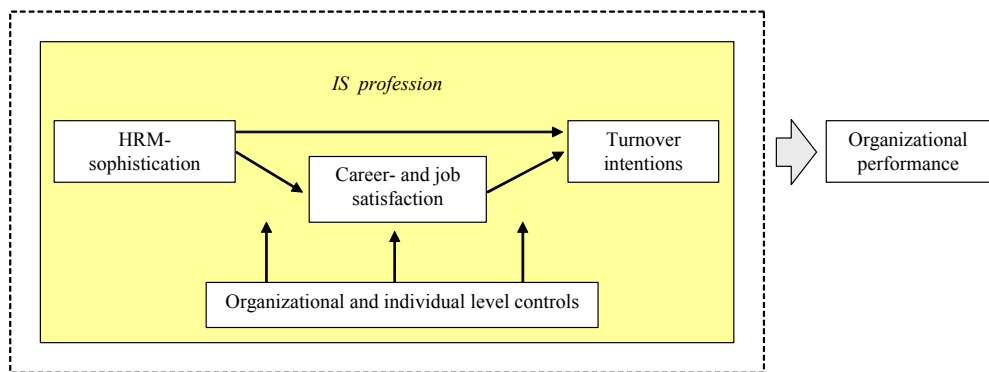 IS profession
HRM-
sophistication
Turnover
intentions
Organizational
performance
Career- and job
satisfaction
Organizational and individual level controls